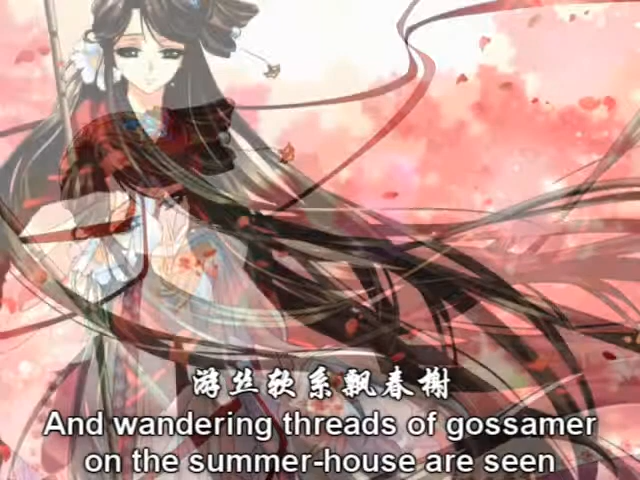 游丝软系飘春榭
And wandering threads of gossamer
on the summer-house are seen